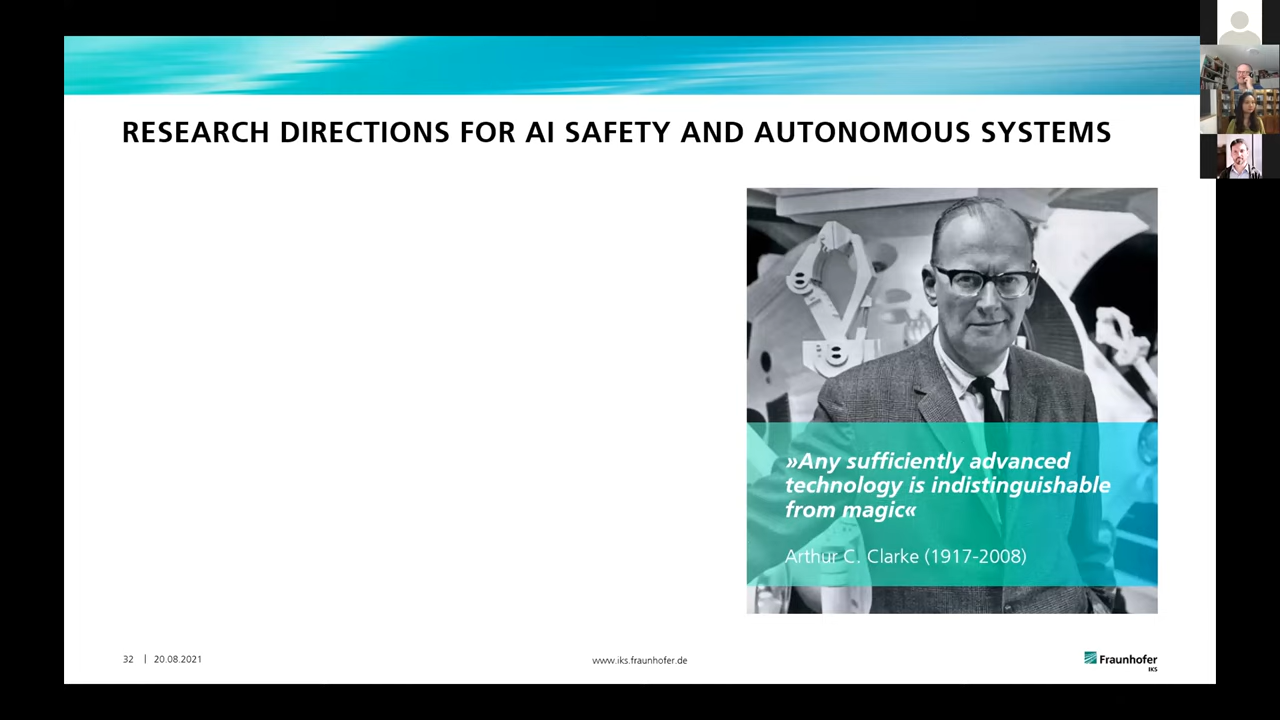 RESEARCH DIRECTIONS FOR AI SAFETY AND AUTONOMOUS SYSTEMS
»Any sufficiently advanced
technology is indistinguishable
from magic«
Arthur C. Clarke (1917-2008)
32 | 20.08.2021
www.iks.fraunhofer.de
Fraunhofer
IKS